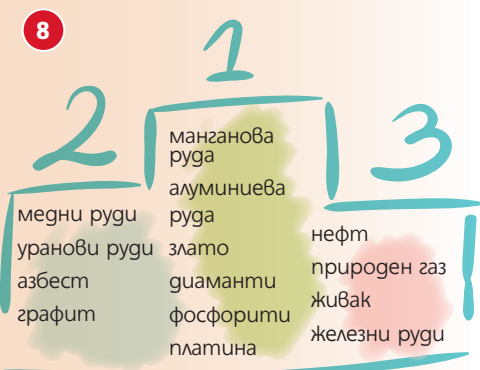 8
1
манганова
руда
алуминиева
руда
злато
диаманти
фосфорити
платина
2
медни руди
уранови руди
азбест
графит
3
нефт
природен газ
живак
железни руди